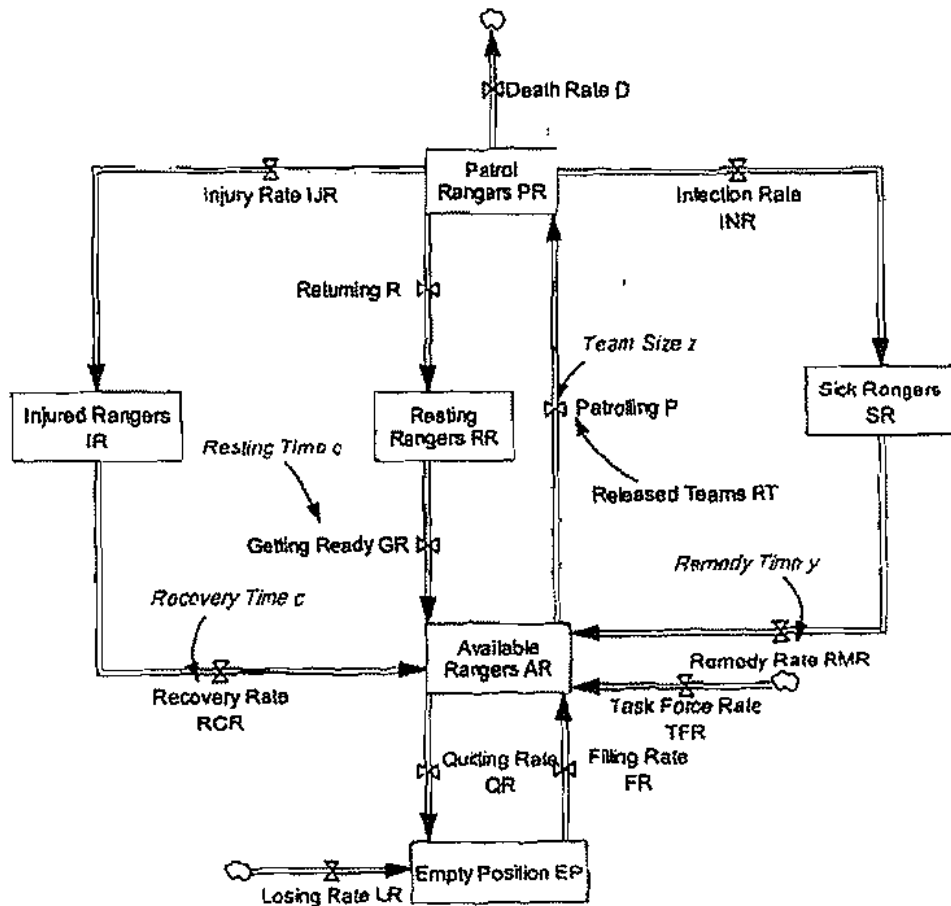 Death Rate D
Patrol
Rangers PR
Injury Rate IJR
Infection Rate
INR
Returning R
Team Size z
Injured Rangers
IR
Resting
Rangers RR
Patrolling P
Sick Rangers
SR
Resting Time q
Released Teams RT
Getting Ready GR
Recovery Time c
Remedy Time y
Available
Rangers AR
Remedy Rate RMR
Recovery Rate
RCR
Task Force Rate
TFR
Quitting Rate
QR
Filling Rate
FR
Empty Position EP
Losing Rate LR